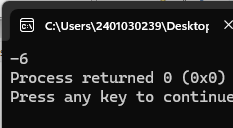 C:\Users\2401030239\Desktop
-6
Process returned 0 (0x0)
Press any key to continue